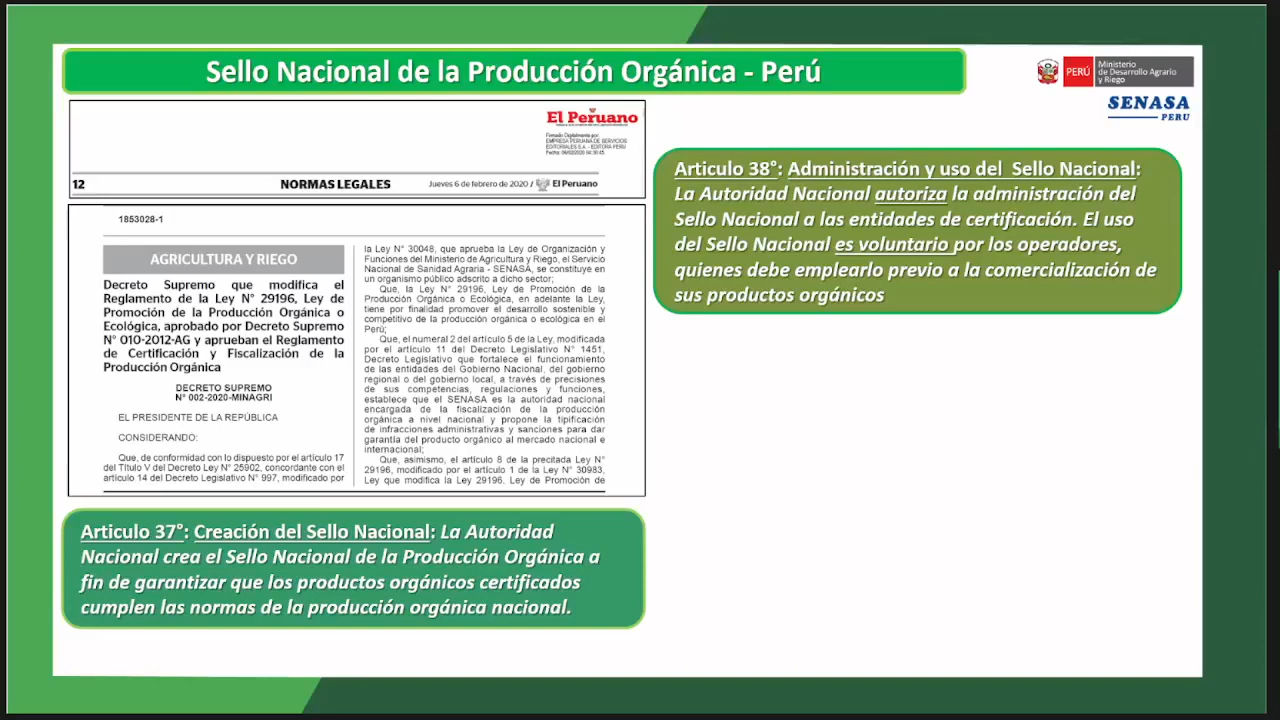 Sello Nacional de la Producción Orgánica - Perú
PERÚ
Ministerio
de Desarrollo Agrario
y Riego
SENASA
PERU
El Peruano
Firmado Digitalmente por:
EMPRESA PERUANA DE SERVICIOS
EDITORIALES S.A. - EDITORA PERU
Fecha: 06/02/2020 04:30:45
12
NORMAS LEGALES
Jueves 6 de febrero de 2020 / El Peruano
1853028-1
AGRICULTURA Y RIEGO
Decreto Supremo que modifica el
Reglamento de la Ley N° 29196, Ley de
Promoción de la Producción Orgánica o
Ecológica, aprobado por Decreto Supremo
N° 010-2012-AG y aprueban el Reglamento
de Certificación y Fiscalización de la
Producción Orgánica
DECRETO SUPREMO
N° 002-2020-MINAGRI
EL PRESIDENTE DE LA REPÚBLICA
CONSIDERANDO:
Que, de conformidad con lo dispuesto por el artículo 17
del Título V del Decreto Ley N° 25902, concordante con el
artículo 14 del Decreto Legislativo N° 997, modificado por
la Ley N° 30048, que aprueba la Ley de Organización y
Funciones del Ministerio de Agricultura y Riego, el Servicio
Nacional de Sanidad Agraria - SENASA, se constituye en
un organismo público adscrito a dicho sector;
Que, la Ley N° 29196, Ley de Promoción de la
Producción Orgánica o Ecológica, en adelante la Ley,
tiene por finalidad promover el desarrollo sostenible y
competitivo de la producción orgánica o ecológica en el
Perú;
Que, el numeral 2 del artículo 5 de la Ley, modificada
por el artículo 11 del Decreto Legislativo N° 1451,
Decreto Legislativo que fortalece el funcionamiento
de las entidades del Gobierno Nacional, del gobierno
regional o del gobierno local, a través de precisiones
de sus competencias, regulaciones y funciones,
establece que el SENASA es la autoridad nacional
encargada de la fiscalización de la producción
orgánica a nivel nacional y propone la tipificación
de infracciones administrativas y sanciones para dar
garantía del producto orgánico al mercado nacional e
internacional;
Que, asimismo, el artículo 8 de la precitada Ley N°
29196, modificado por el artículo 1 de la Ley N° 30983,
Ley que modifica la Ley 29196, Ley de Promoción de
Articulo 37°: Creación del Sello Nacional: La Autoridad
Nacional crea el Sello Nacional de la Producción Orgánica a
fin de garantizar que los productos orgánicos certificados
cumplen las normas de la producción orgánica nacional.
Articulo 38°: Administración y uso del Sello Nacional:
La Autoridad Nacional autoriza la administración del
Sello Nacional a las entidades de certificación. El uso
del Sello Nacional es voluntario por los operadores,
quienes debe emplearlo previo a la comercialización de
sus productos orgánicos